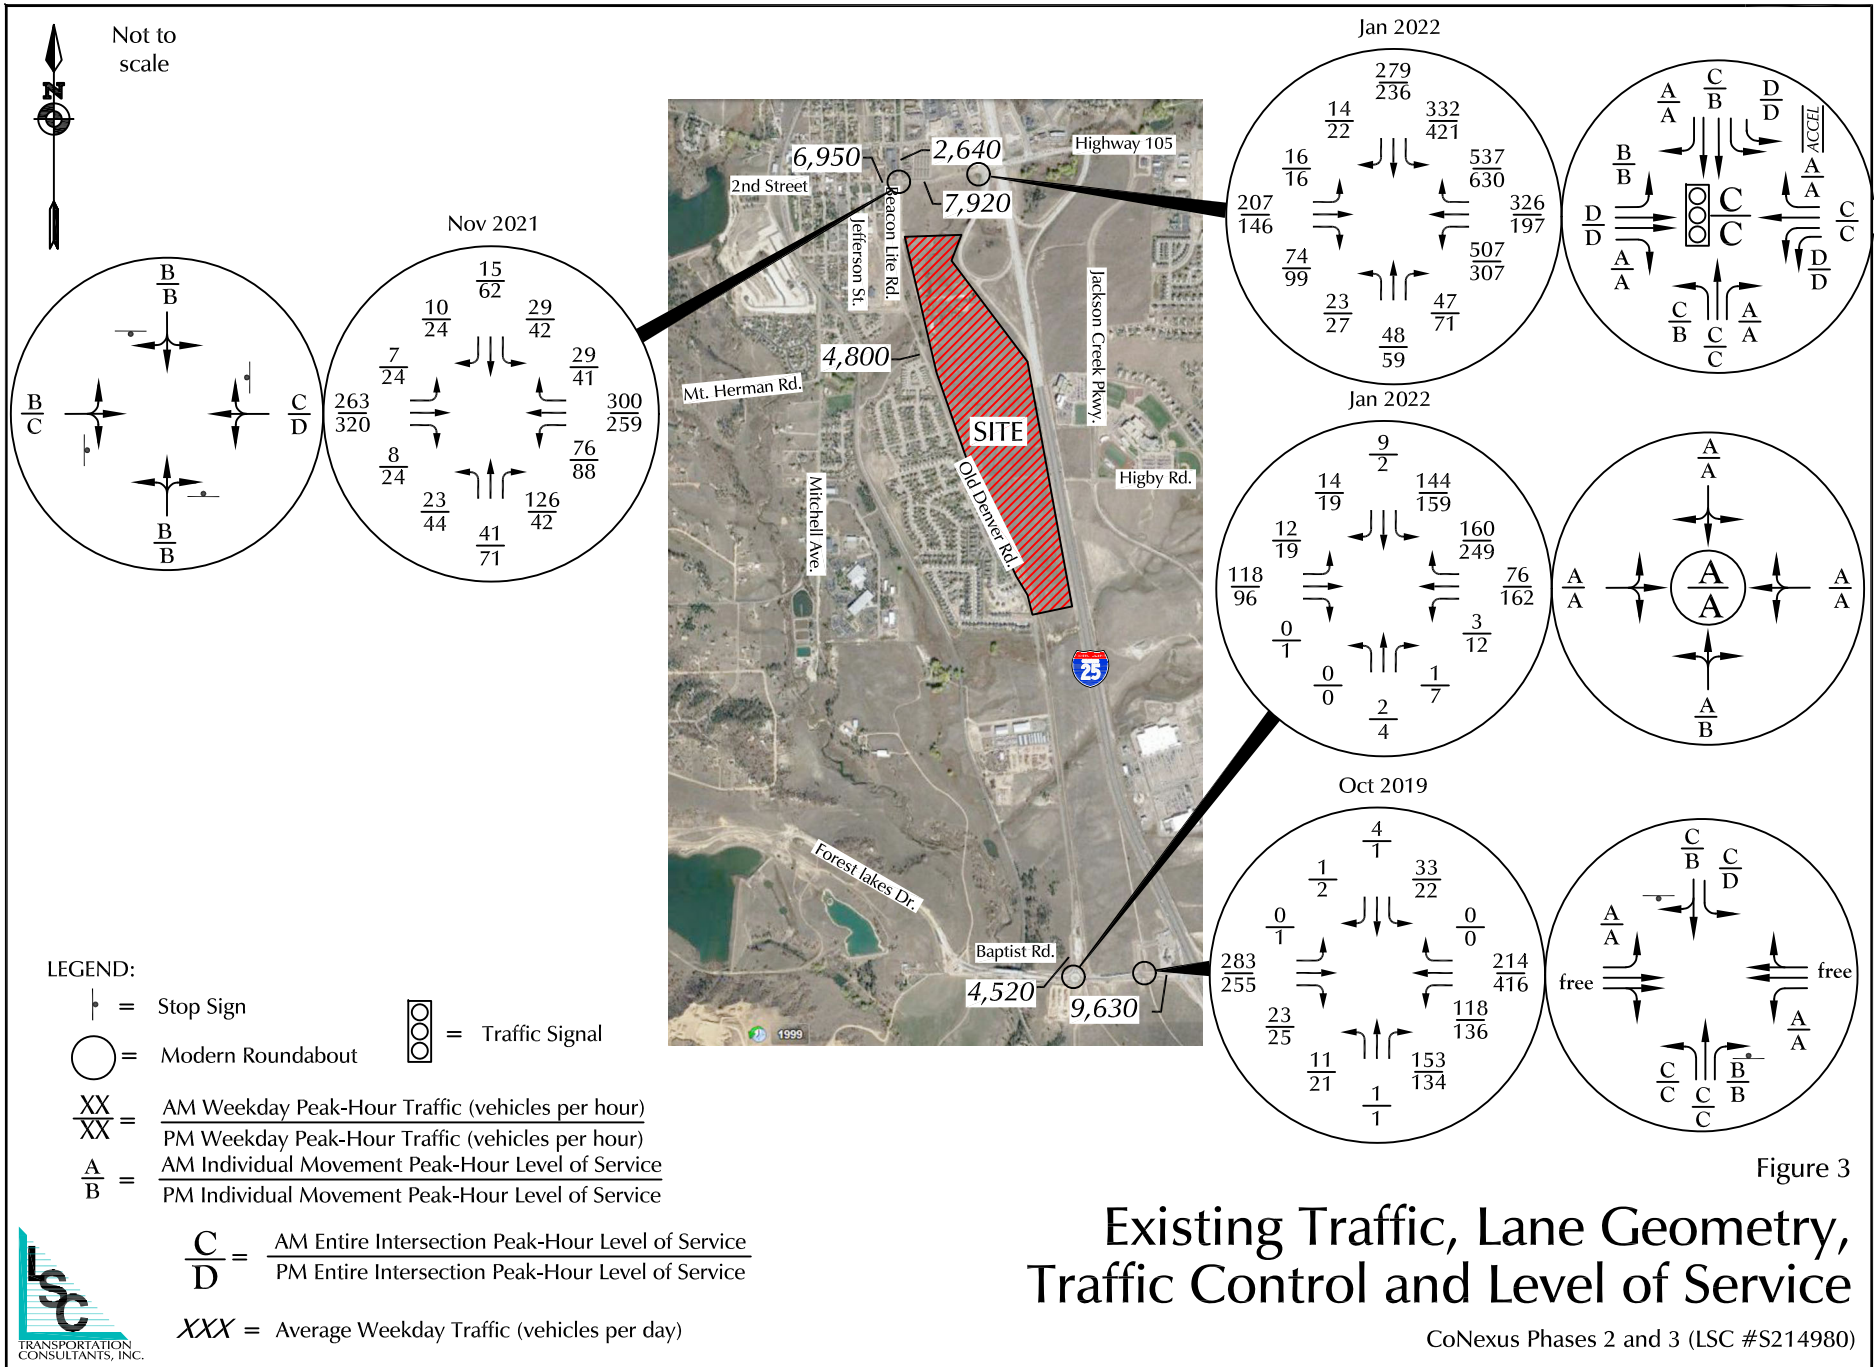 Not to
scale
N
Jan 2022
279
236
14
22
332
421
16
16
537
630
207
146
326
197
74
99
507
307
23
27
47
71
48
59
A
A
C
B
D
D
ACCEL
B
B
A
A
D
D
C
C
C
C
A
A
D
D
C
B
A
A
C
C
6,950
2,640
Highway 105
2nd Street
7,920
Beacon Lite Rd.
Jefferson St.
Jackson Creek Pkwy.
4,800
Mt. Herman Rd.
SITE
Old Denver Rd.
Higby Rd.
Mitchell Ave.
25
Forest lakes Dr.
Baptist Rd.
4,520
9,630
1999
Nov 2021
15
62
10
24
29
42
7
24
29
41
263
320
300
259
8
24
76
88
23
44
126
42
41
71
B
B
B
C
C
D
B
B
Jan 2022
9
2
14
19
144
159
12
19
160
249
118
96
76
162
0
1
3
12
0
0
1
7
2
4
A
A
A
A
A
A
A
A
A
B
Oct 2019
4
1
1
2
33
22
0
1
0
0
283
255
214
416
23
25
118
136
11
21
153
134
1
1
C
B
C
D
A
A
free
free
A
A
C
C
B
B
C
C
LEGEND:
= Stop Sign
= Modern Roundabout
= Traffic Signal
XX
XX
=
AM Weekday Peak-Hour Traffic (vehicles per hour)
PM Weekday Peak-Hour Traffic (vehicles per hour)
A
B
=
AM Individual Movement Peak-Hour Level of Service
PM Individual Movement Peak-Hour Level of Service
C
D
=
AM Entire Intersection Peak-Hour Level of Service
PM Entire Intersection Peak-Hour Level of Service
XXX = Average Weekday Traffic (vehicles per day)
LSC
TRANSPORTATION
CONSULTANTS, INC.
Figure 3
Existing Traffic, Lane Geometry,
Traffic Control and Level of Service
CoNexus Phases 2 and 3 (LSC #S214980)